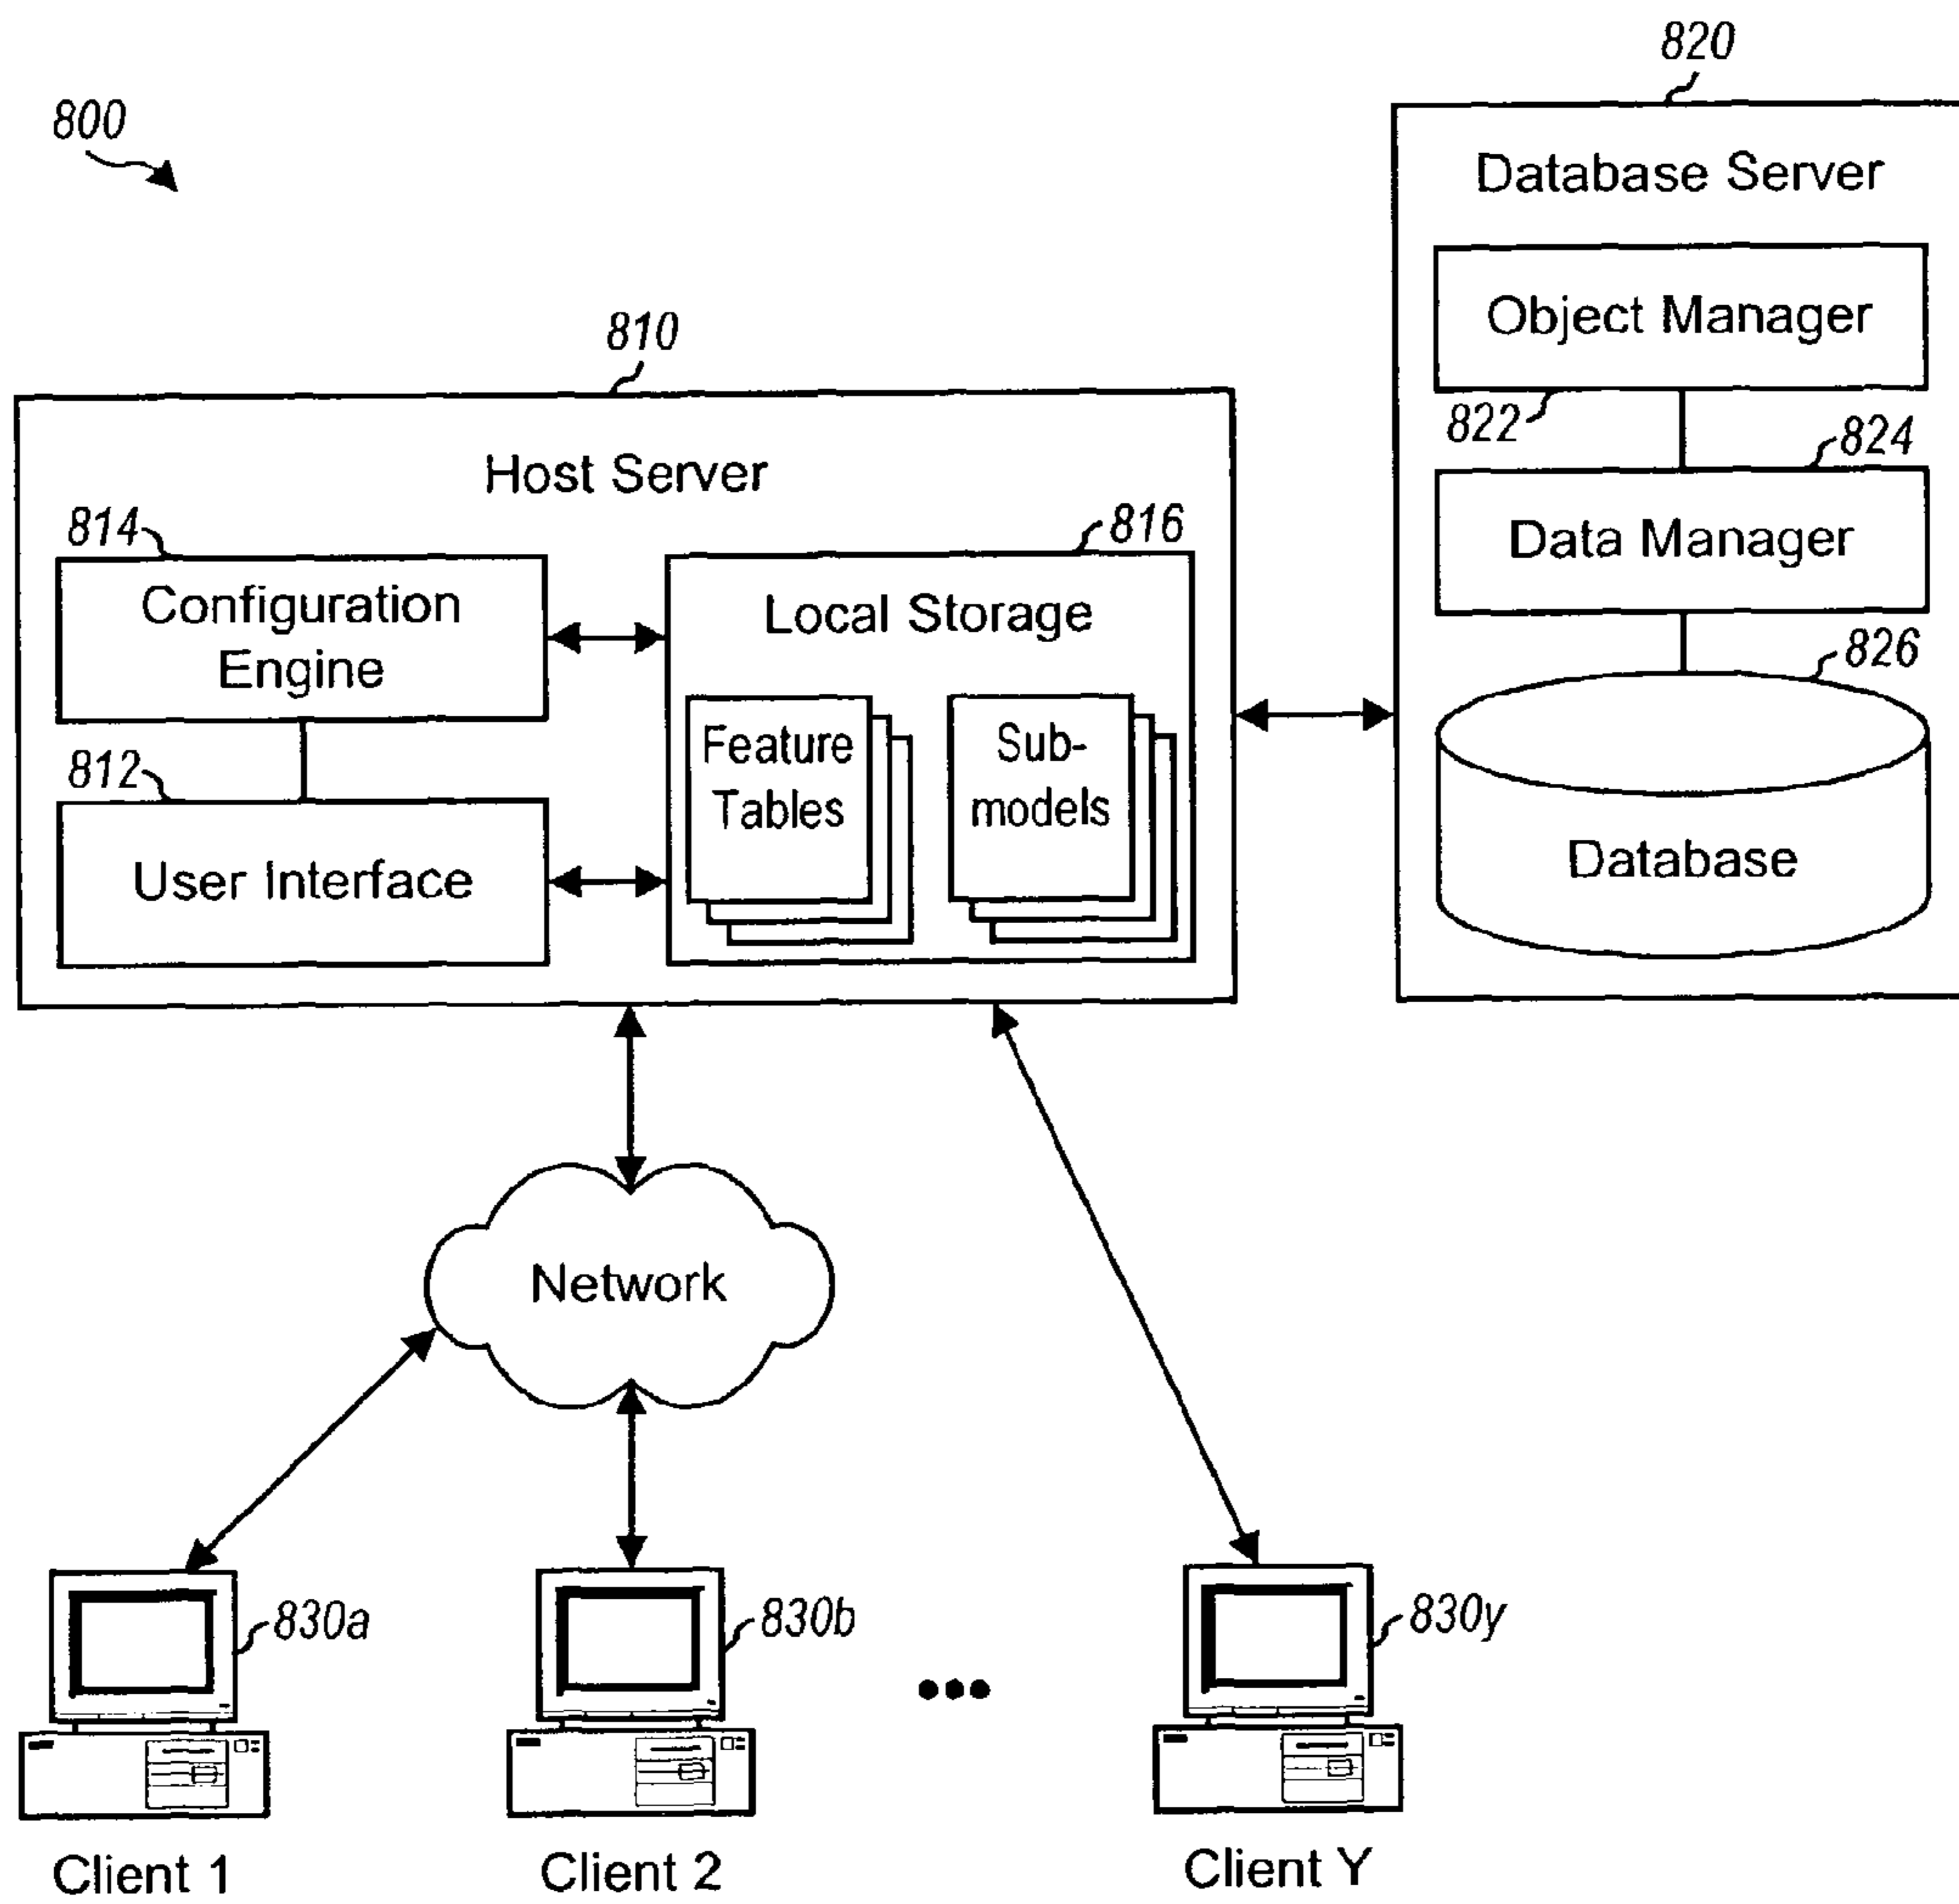 820
800
Database Server
Object Manager
810
822
824
Host Server
814
816
Data Manager
Configuration
Engine
Local Storage
826
Feature
Tables
Sub-
models
812
User Interface
Database
Network
830a
830b
830y
Client 1
Client 2
Client Y